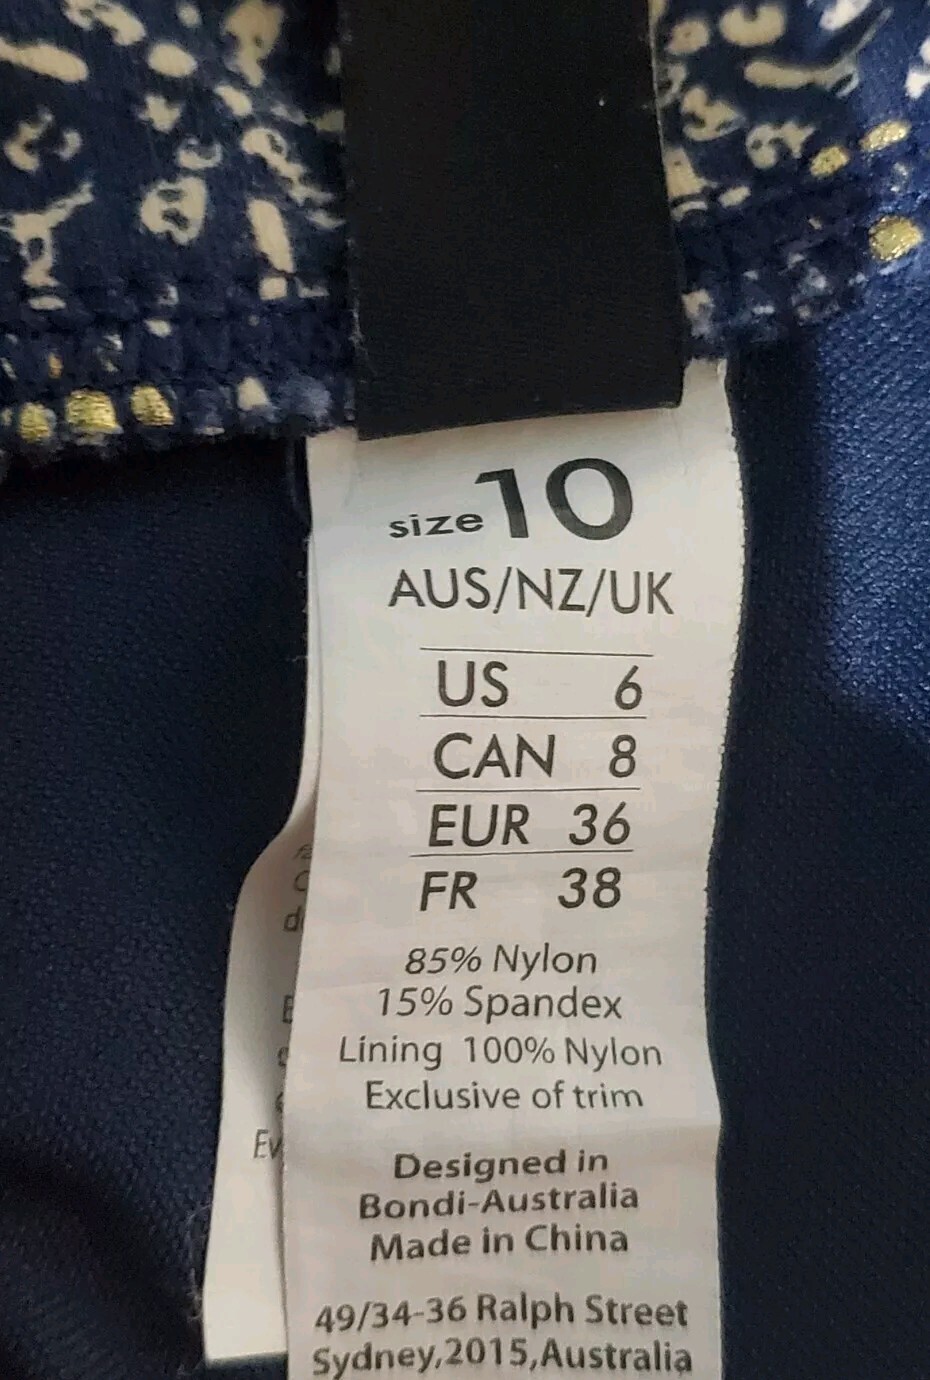 size 10
AUS/NZ/UK
US 6
CAN 8
EUR 36
FR 38
85% Nylon
15% Spandex
Lining 100% Nylon
Exclusive of trim
Designed in
Bondi-Australia
Made in China
49/34-36 Ralph Street
Sydney,2015,Australia